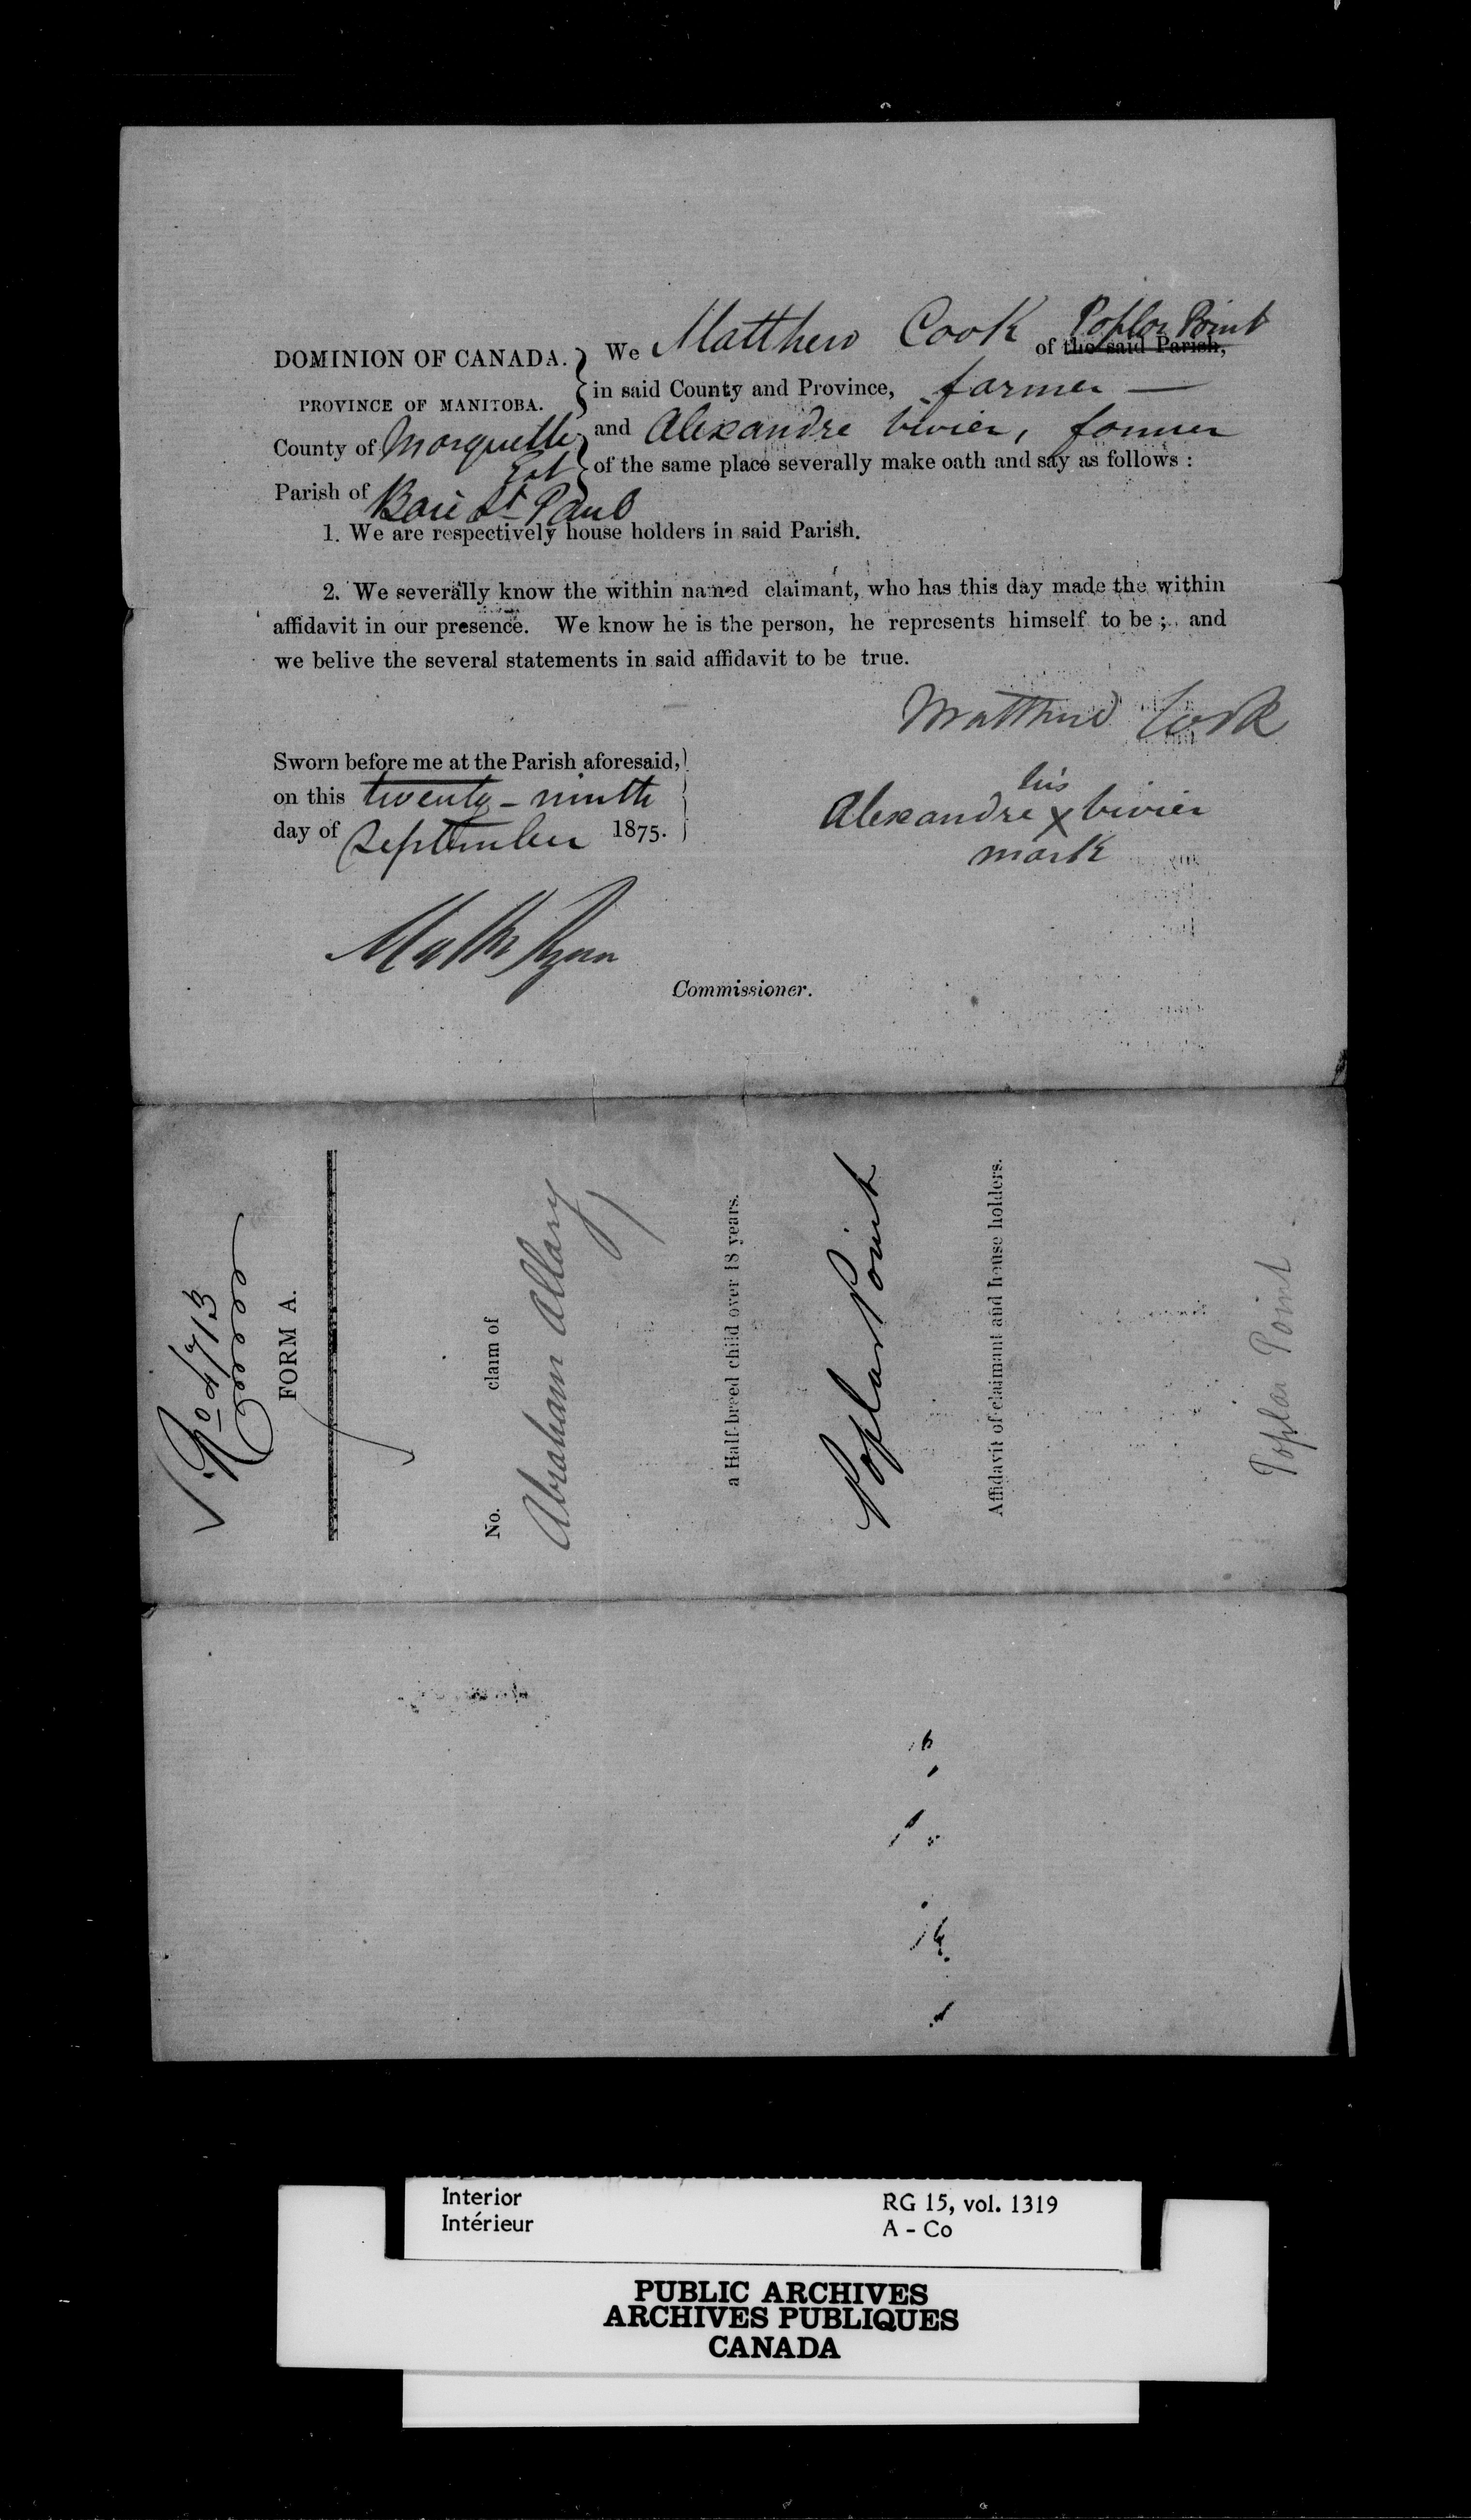 DOMINION OF CANADA.
PROVINCE OF MANITOBA.
County of Marquette
Est
Parish of Baie St Paul
We Matthew Cook of the said Parish, Poplar Point
in said County and Province, farmer —
and Alexandre Vivier, farmer
of the same place severally make oath and say as follows :
1. We are respectively house holders in said Parish.
2. We severally know the within named claimant, who has this day made the within
affidavit in our presence. We know he is the person, he represents himself to be ; and
we belive the several statements in said affidavit to be true.
Matthew Cook
Sworn before me at the Parish aforesaid,
on this twenty-ninth
day of September 1875.
his
Alexandre X Vivier
mark
Matth Ryan
Commissioner.
No 4713
FORM A.
No. claim of
Abraham Allary
a Half-breed child over 18 years.
Poplar Point
Affidavit of claimant and house holders.
Poplar Point
Interior
Intérieur
RG 15, vol. 1319
A - Co
PUBLIC ARCHIVES
ARCHIVES PUBLIQUES
CANADA